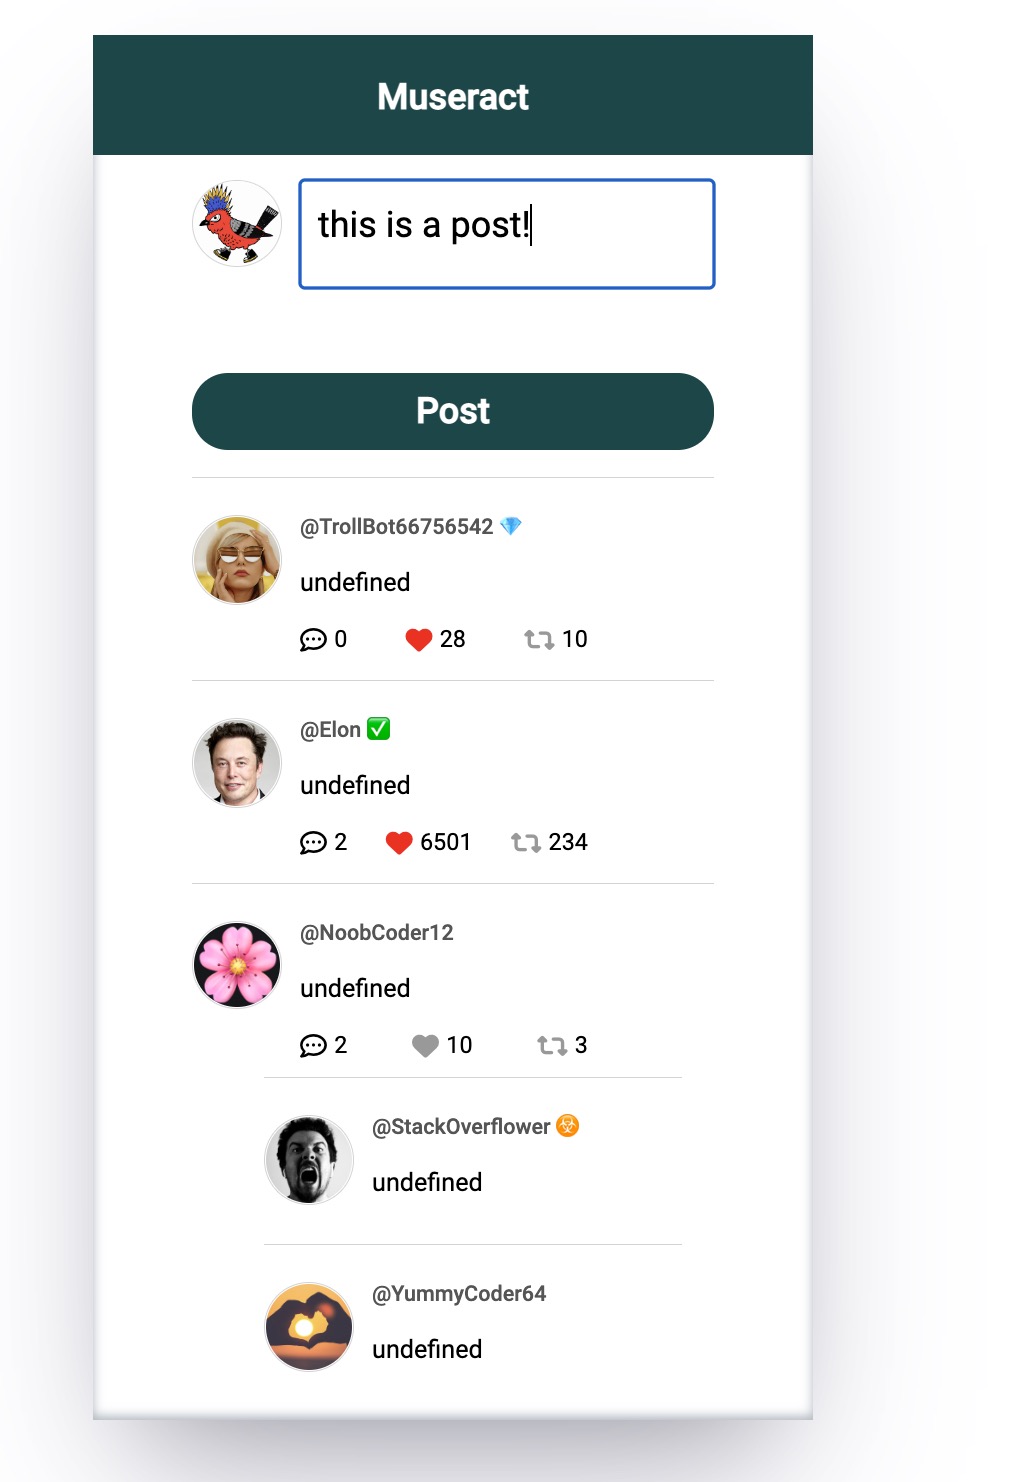 Museract
this is a post!
Post
@TrollBot66756542 💎
undefined
0 28 10
@Elon ✅
undefined
2 6501 234
@NoobCoder12
undefined
2 10 3
@StackOverflower ☣️
undefined
@YummyCoder64
undefined